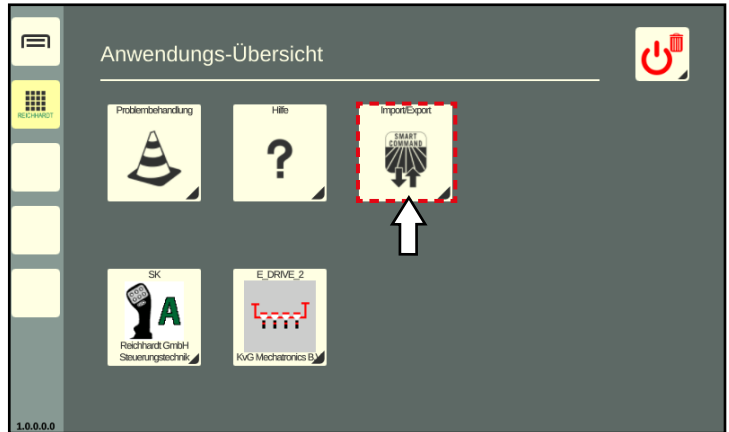 Anwendungs-Übersicht
REICHHARDT
Problembehandlung
Hilfe
Import/Export
SMART
COMMAND
?
SK
A
Reichhardt GmbH
Steuerungstechnik
E_DRIVE_2
KvG Mechatronics B.V
1.0.0.0.0